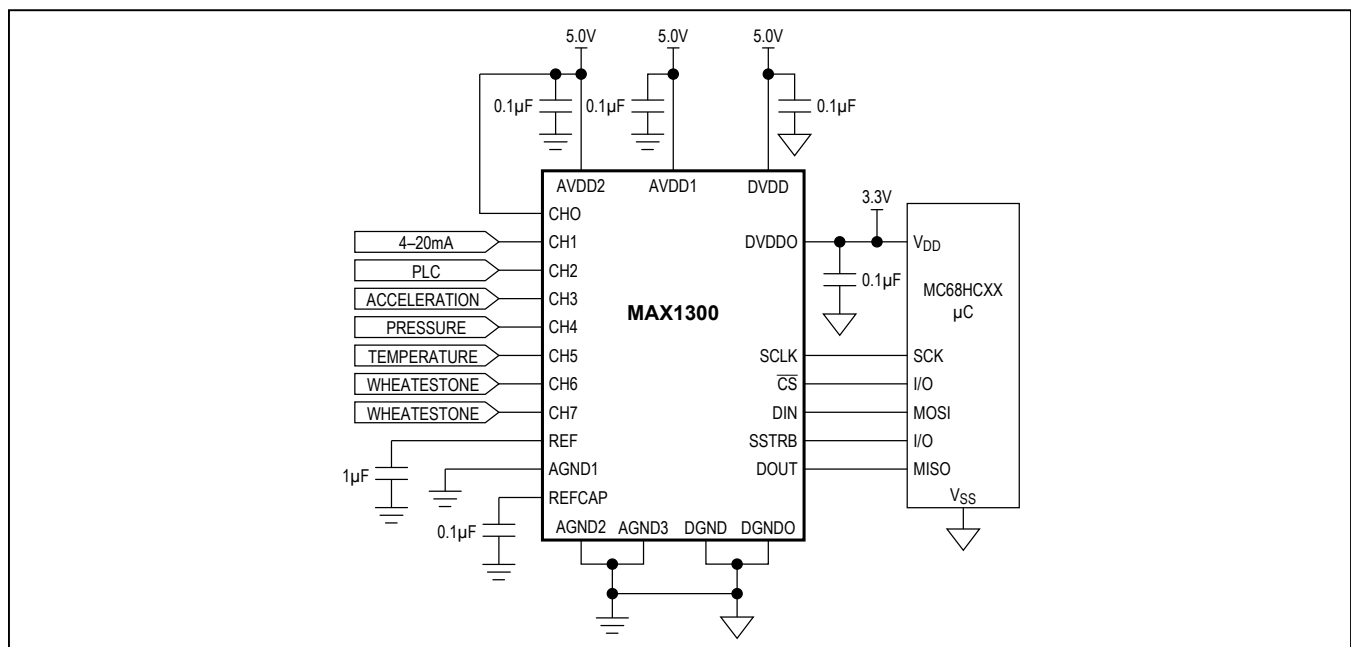 5.0V 5.0V 5.0V
0.1µF 0.1µF 0.1µF
AVDD2 AVDD1 DVDD
3.3V
CHO
4–20mA CH1 DVDDO VDD
PLC CH2
0.1µF
ACCELERATION CH3
MC68HCXX
µC
PRESSURE CH4 MAX1300
TEMPERATURE CH5 SCLK SCK
WHEATESTONE CH6 CS I/O
WHEATESTONE CH7 DIN MOSI
REF SSTRB I/O
1µF AGND1 DOUT MISO
REFCAP VSS
0.1µF
AGND2 AGND3 DGND DGNDO